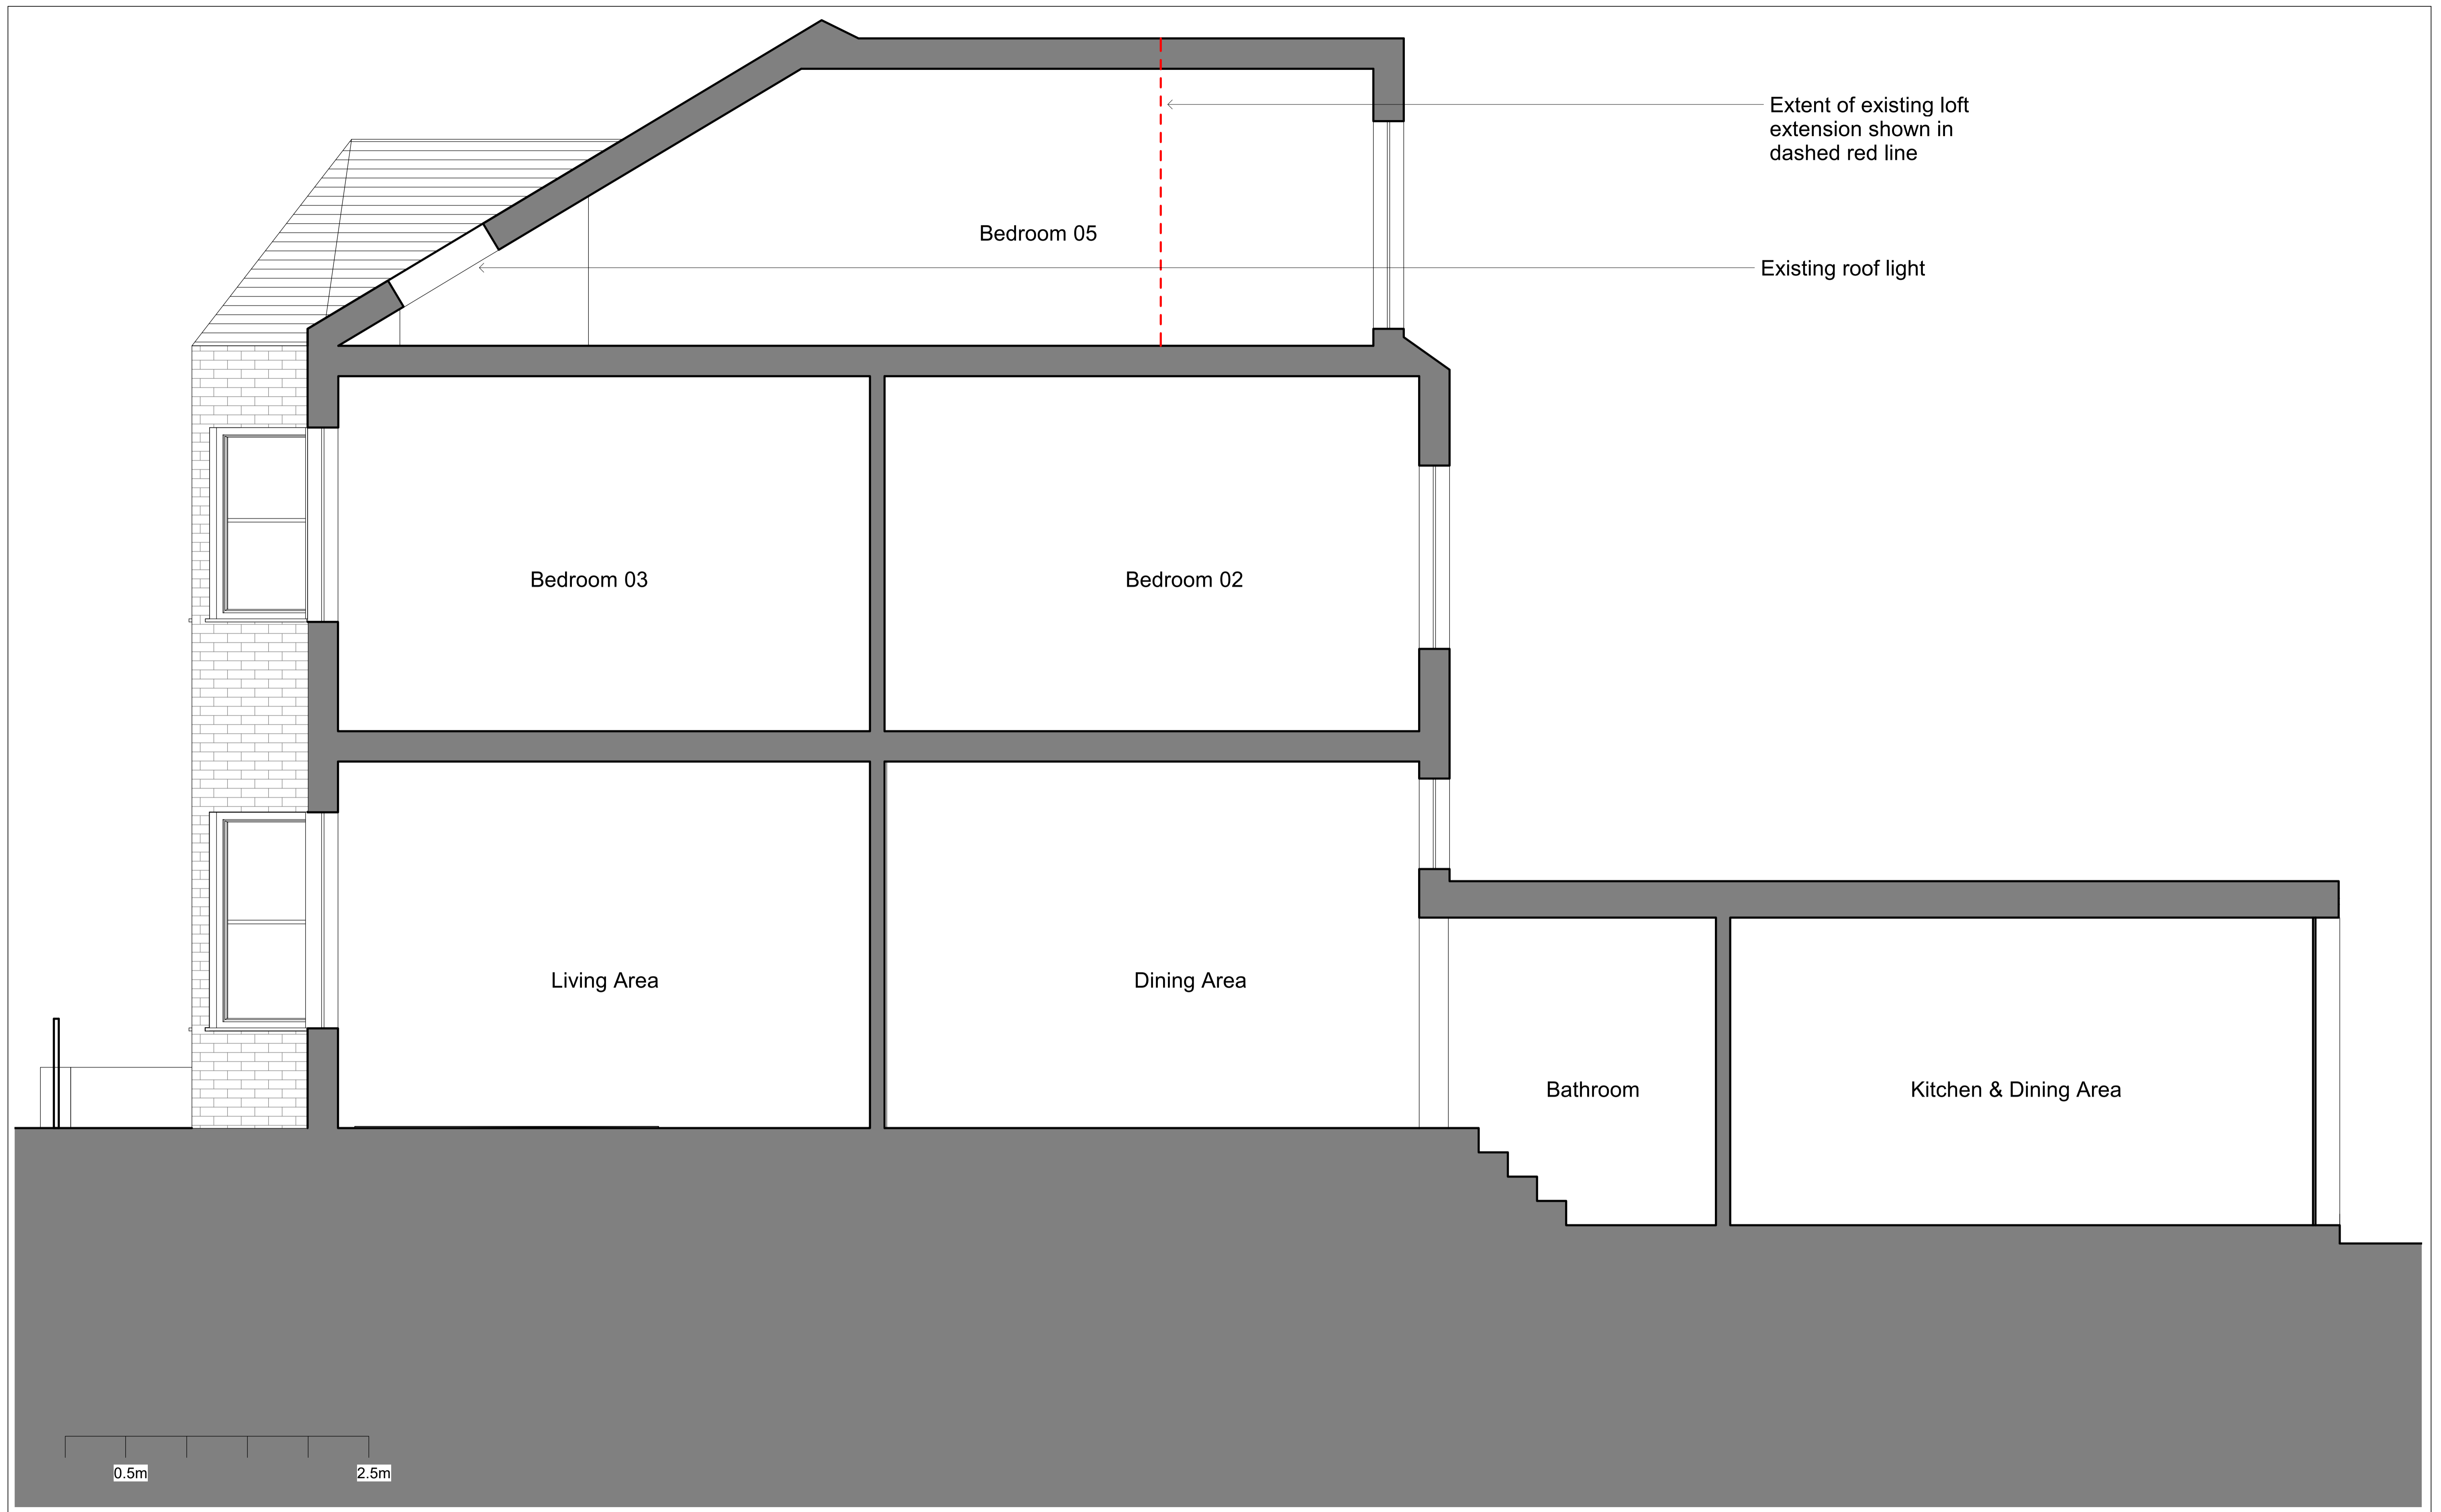 Extent of existing loft
extension shown in
dashed red line
Bedroom 05
Existing roof light
Bedroom 03
Bedroom 02
Living Area
Dining Area
Bathroom
Kitchen & Dining Area
0.5m
2.5m